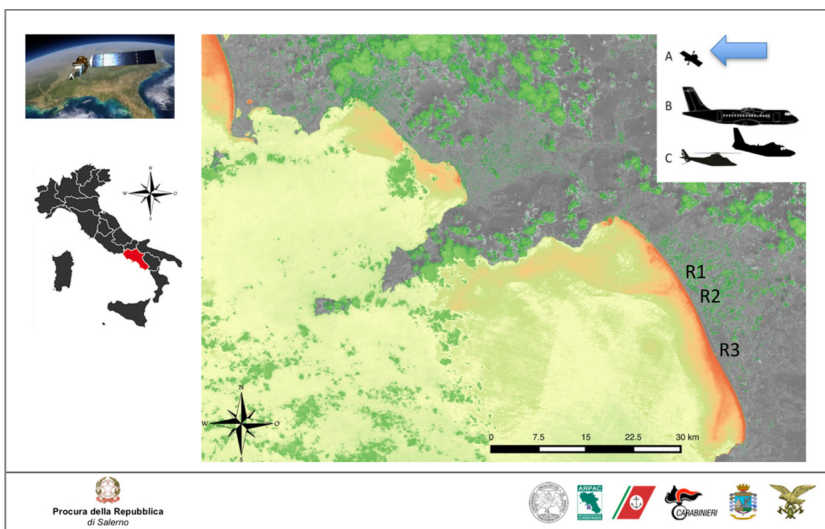 A
B
C
N
W
O
S
N
W
O
S
R1
R2
R3
0 7.5 15 22.5 30 km
Procura della Repubblica
di Salerno
ARPAC
CARABINIERI